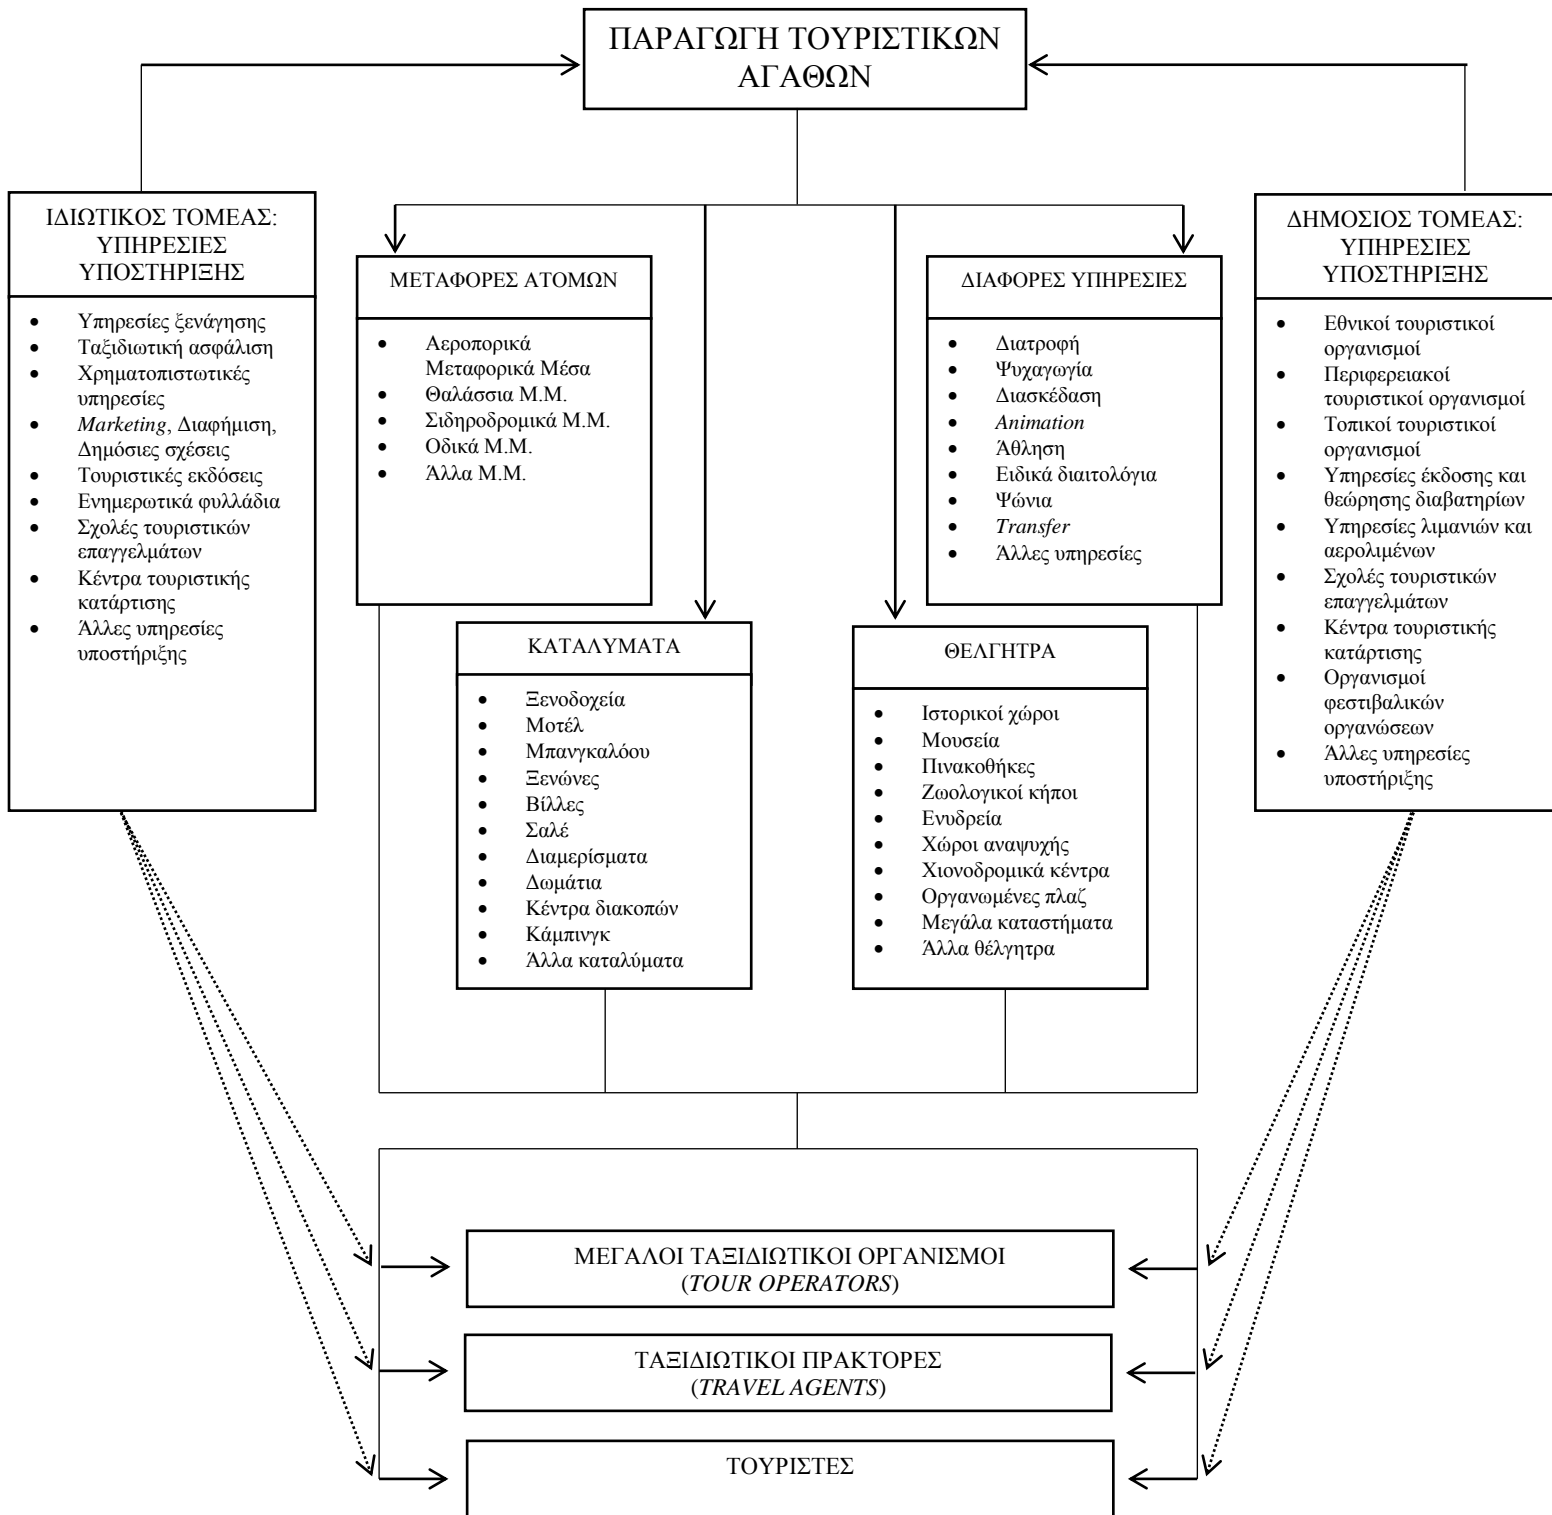 ΠΑΡΑΓΩΓΗ ΤΟΥΡΙΣΤΙΚΩΝ
ΑΓΑΘΩΝ
ΙΔΙΩΤΙΚΟΣ ΤΟΜΕΑΣ:
ΥΠΗΡΕΣΙΕΣ
ΥΠΟΣΤΗΡΙΞΗΣ
• Υπηρεσίες ξενάγησης
• Ταξιδιωτική ασφάλιση
• Χρηματοπιστωτικές
υπηρεσίες
• Marketing, Διαφήμιση,
Δημόσιες σχέσεις
• Τουριστικές εκδόσεις
• Ενημερωτικά φυλλάδια
• Σχολές τουριστικών
επαγγελμάτων
• Κέντρα τουριστικής
κατάρτισης
• Άλλες υπηρεσίες
υποστήριξης
ΜΕΤΑΦΟΡΕΣ ΑΤΟΜΩΝ
• Αεροπορικά
Μεταφορικά Μέσα
• Θαλάσσια Μ.Μ.
• Σιδηροδρομικά Μ.Μ.
• Οδικά Μ.Μ.
• Άλλα Μ.Μ.
ΔΙΑΦΟΡΕΣ ΥΠΗΡΕΣΙΕΣ
• Διατροφή
• Ψυχαγωγία
• Διασκέδαση
• Animation
• Άθληση
• Ειδικά διαιτολόγια
• Ψώνια
• Transfer
• Άλλες υπηρεσίες
ΔΗΜΟΣΙΟΣ ΤΟΜΕΑΣ:
ΥΠΗΡΕΣΙΕΣ
ΥΠΟΣΤΗΡΙΞΗΣ
• Εθνικοί τουριστικοί
οργανισμοί
• Περιφερειακοί
τουριστικοί οργανισμοί
• Τοπικοί τουριστικοί
οργανισμοί
• Υπηρεσίες έκδοσης και
θεώρησης διαβατηρίων
• Υπηρεσίες λιμανιών και
αερολιμένων
• Σχολές τουριστικών
επαγγελμάτων
• Κέντρα τουριστικής
κατάρτισης
• Οργανισμοί
φεστιβαλικών
οργανώσεων
• Άλλες υπηρεσίες
υποστήριξης
ΚΑΤΑΛΥΜΑΤΑ
• Ξενοδοχεία
• Μοτέλ
• Μπανγκαλόου
• Ξενώνες
• Βίλλες
• Σαλέ
• Διαμερίσματα
• Δωμάτια
• Κέντρα διακοπών
• Κάμπινγκ
• Άλλα καταλύματα
ΘΕΛΓΗΤΡΑ
• Ιστορικοί χώροι
• Μουσεία
• Πινακοθήκες
• Ζωολογικοί κήποι
• Ενυδρεία
• Χώροι αναψυχής
• Χιονοδρομικά κέντρα
• Οργανωμένες πλαζ
• Μεγάλα καταστήματα
• Άλλα θέλγητρα
ΜΕΓΑΛΟΙ ΤΑΞΙΔΙΩΤΙΚΟΙ ΟΡΓΑΝΙΣΜΟΙ
(TOUR OPERATORS)
ΤΑΞΙΔΙΩΤΙΚΟΙ ΠΡΑΚΤΟΡΕΣ
(TRAVEL AGENTS)
ΤΟΥΡΙΣΤΕΣ